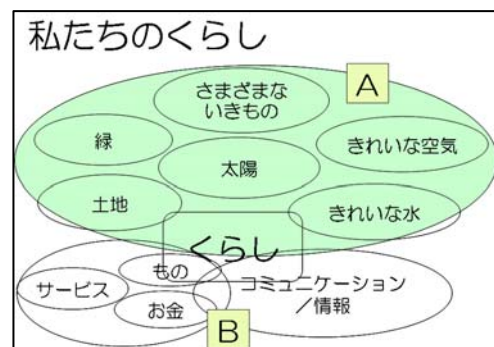 私たちのくらし
A
さまざまな
いきもの
緑
きれいな空気
太陽
土地
きれいな水
くらし
もの
サービス
コミュニケーション
／情報
お金
B